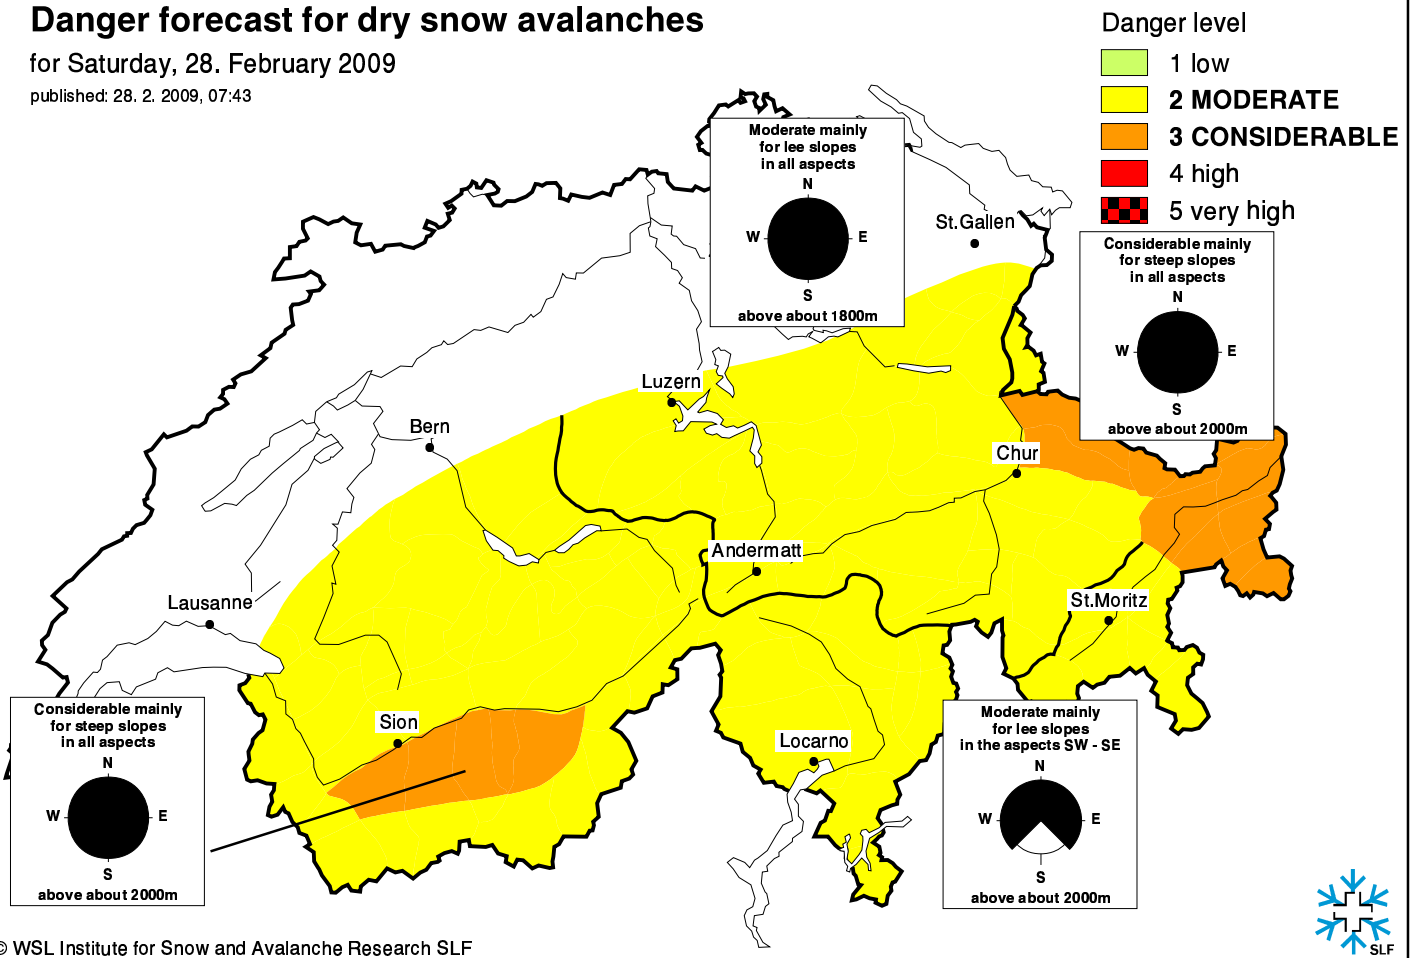 Danger forecast for dry snow avalanches
for Saturday, 28. February 2009
published: 28. 2. 2009, 07:43
Danger level
1 low
2 MODERATE
3 CONSIDERABLE
4 high
5 very high
Moderate mainly
for lee slopes
in all aspects
N
W E
S
above about 1800m
St.Gallen
Considerable mainly
for steep slopes
in all aspects
N
W E
S
above about 2000m
Luzern
Bern
Chur
Andermatt
Lausanne
St.Moritz
Sion
Locarno
Considerable mainly
for steep slopes
in all aspects
N
W E
S
above about 2000m
Moderate mainly
for lee slopes
in the aspects SW - SE
N
W E
S
above about 2000m
© WSL Institute for Snow and Avalanche Research SLF
SLF